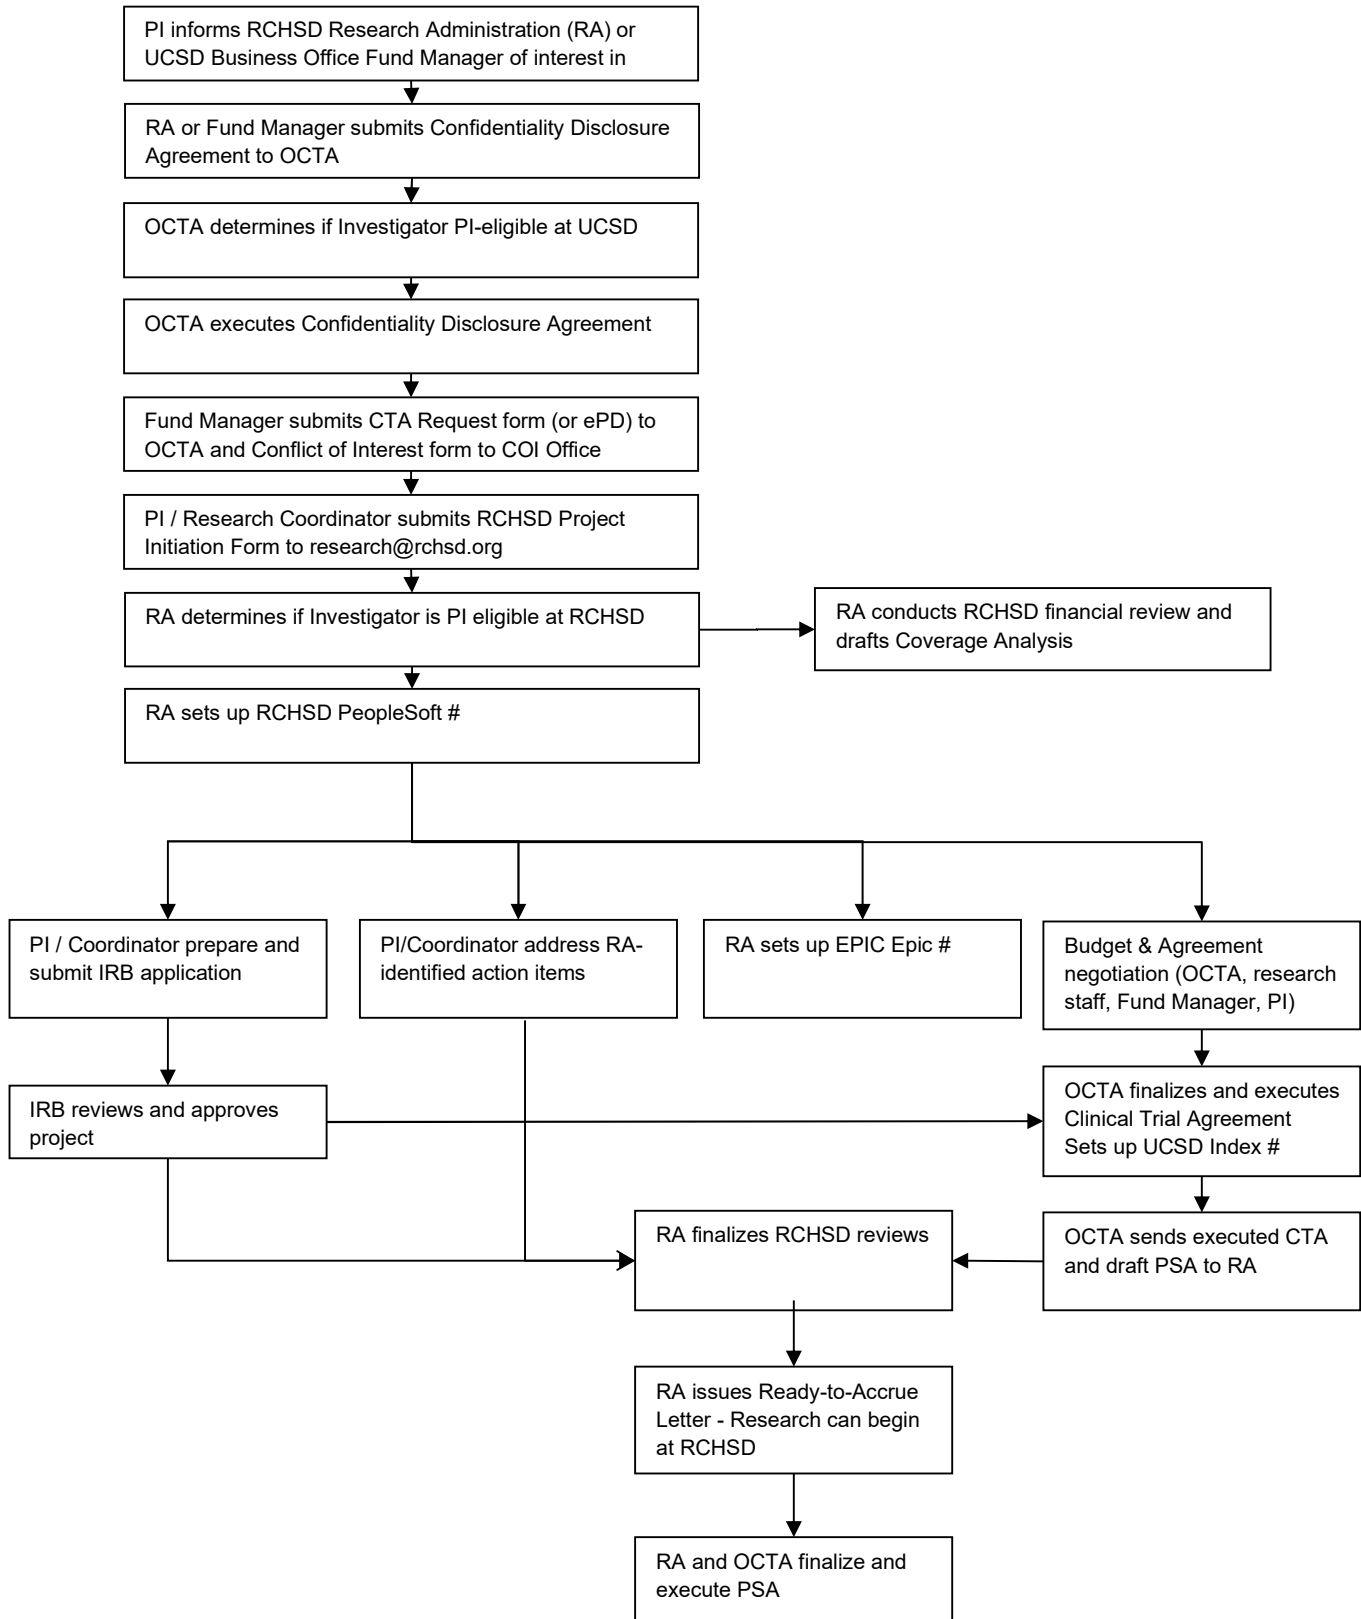 PI informs RCHSD Research Administration (RA) or
UCSD Business Office Fund Manager of interest in
RA or Fund Manager submits Confidentiality Disclosure
Agreement to OCTA
OCTA determines if Investigator PI-eligible at UCSD
OCTA executes Confidentiality Disclosure Agreement
Fund Manager submits CTA Request form (or ePD) to
OCTA and Conflict of Interest form to COI Office
PI / Research Coordinator submits RCHSD Project
Initiation Form to research@rchsd.org
RA determines if Investigator is PI eligible at RCHSD
RA conducts RCHSD financial review and
drafts Coverage Analysis
RA sets up RCHSD PeopleSoft #
PI / Coordinator prepare and
submit IRB application
PI/Coordinator address RA-
identified action items
RA sets up EPIC Epic #
Budget & Agreement
negotiation (OCTA, research
staff, Fund Manager, PI)
IRB reviews and approves
project
OCTA finalizes and executes
Clinical Trial Agreement
Sets up UCSD Index #
RA finalizes RCHSD reviews
OCTA sends executed CTA
and draft PSA to RA
RA issues Ready-to-Accrue
Letter - Research can begin
at RCHSD
RA and OCTA finalize and
execute PSA